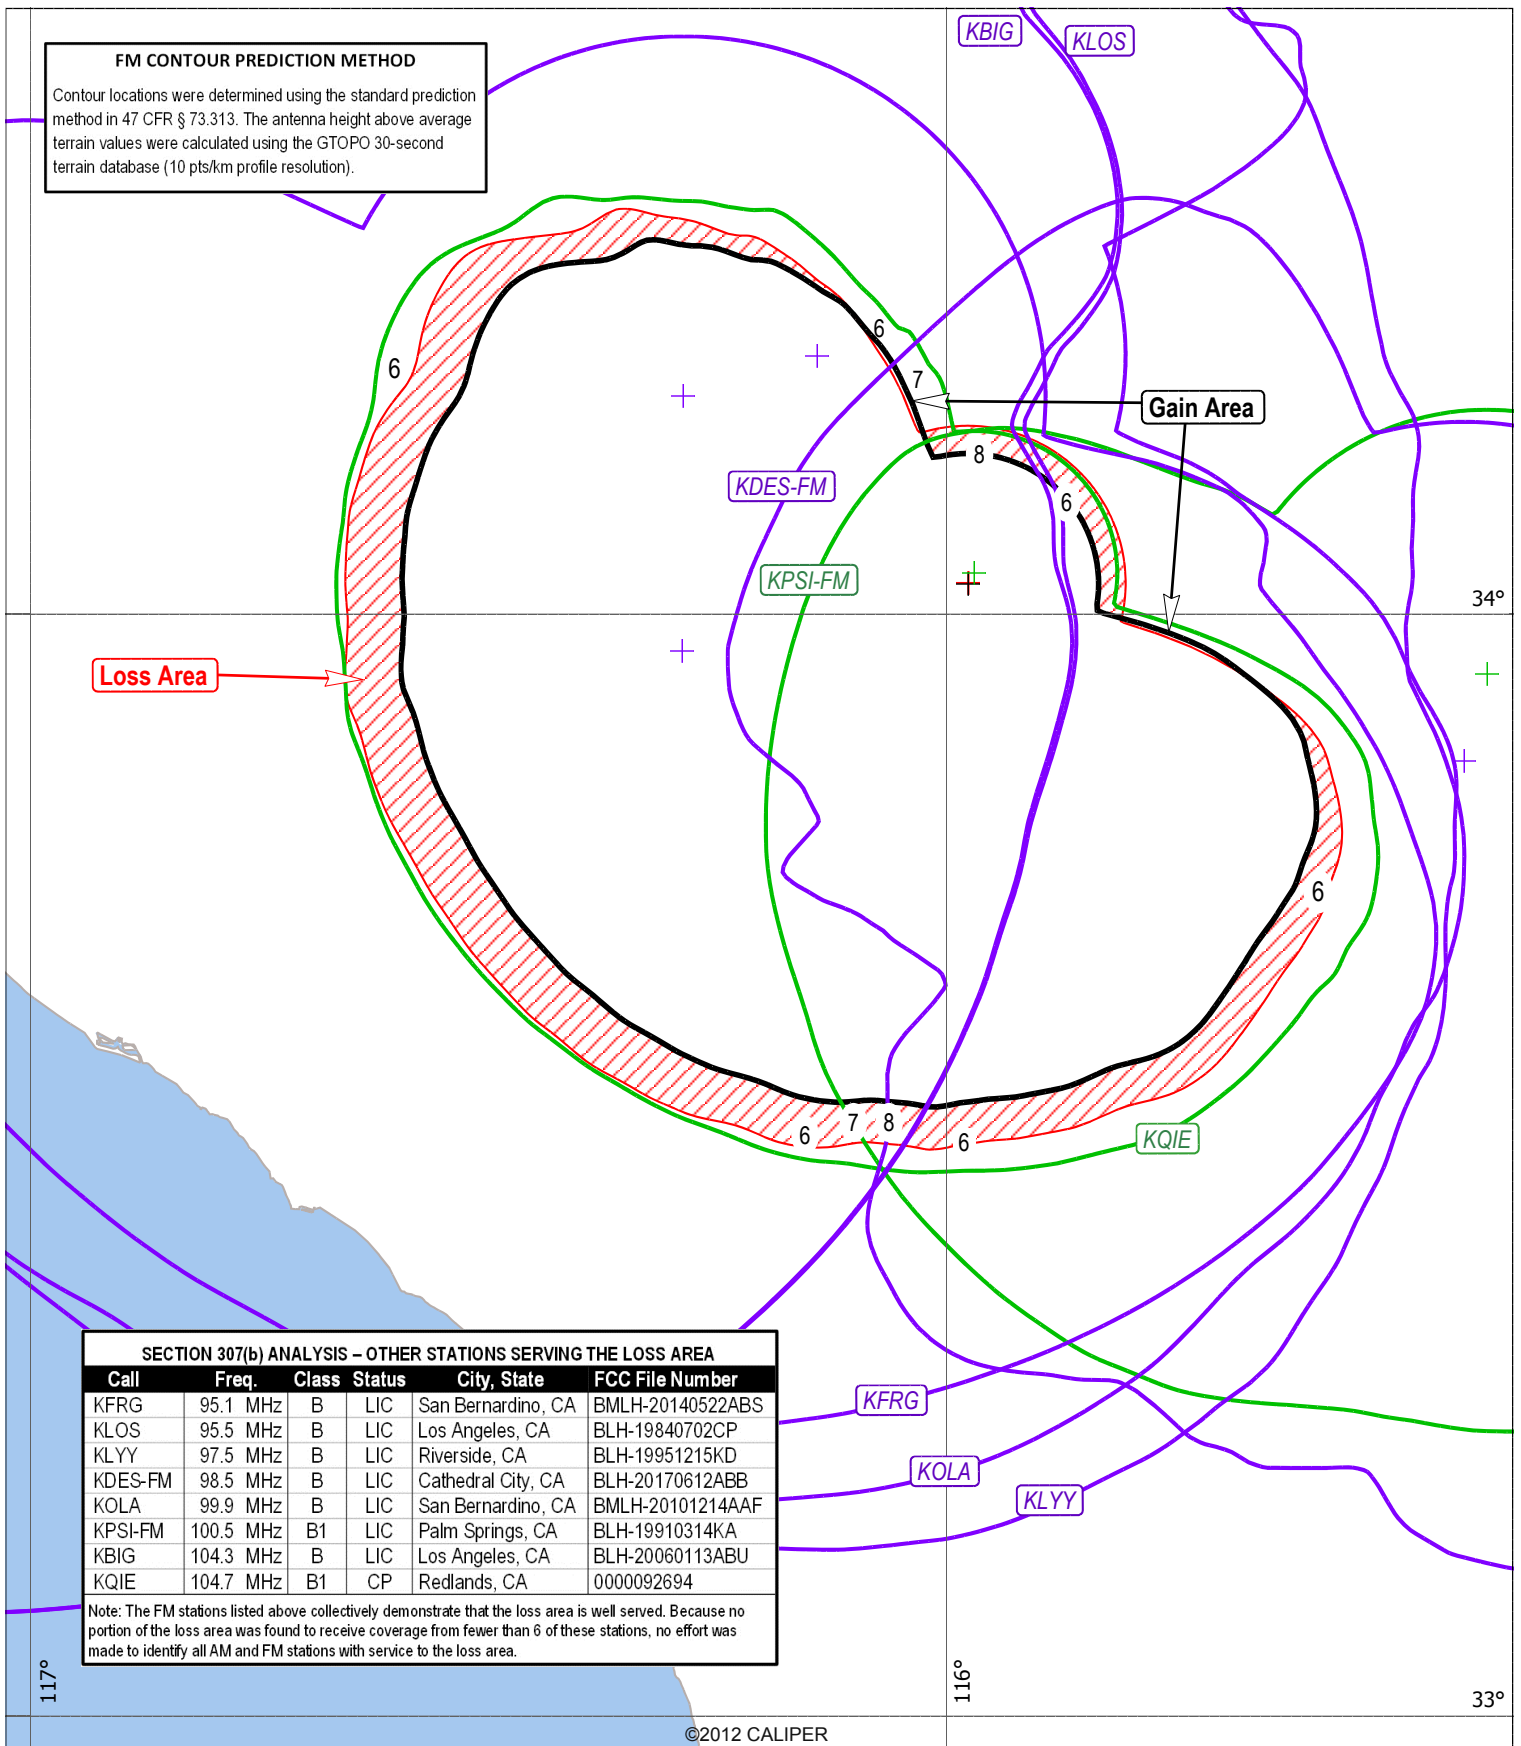 KBIG
KLOS
FM CONTOUR PREDICTION METHOD
Contour locations were determined using the standard prediction
method in 47 CFR § 73.313. The antenna height above average
terrain values were calculated using the GTOPO 30-second
terrain database (10 pts/km profile resolution).
6
6
7
Gain Area
8
KDES-FM
6
KPSI-FM
34°
Loss Area
6
7
8
6
6
KQIE
SECTION 307(b) ANALYSIS – OTHER STATIONS SERVING THE LOSS AREA
Call Freq. Class Status City, State FCC File Number
KFRG 95.1 MHz B LIC San Bernardino, CA BMLH-20140522ABS
KLOS 95.5 MHz B LIC Los Angeles, CA BLH-19840702CP
KLYY 97.5 MHz B LIC Riverside, CA BLH-19951215KD
KDES-FM 98.5 MHz B LIC Cathedral City, CA BLH-20170612ABB
KOLA 99.9 MHz B LIC San Bernardino, CA BMLH-20101214AAF
KPSI-FM 100.5 MHz B1 LIC Palm Springs, CA BLH-19910314KA
KBIG 104.3 MHz B LIC Los Angeles, CA BLH-20060113ABU
KQIE 104.7 MHz B1 CP Redlands, CA 0000092694
Note: The FM stations listed above collectively demonstrate that the loss area is well served. Because no
portion of the loss area was found to receive coverage from fewer than 6 of these stations, no effort was
made to identify all AM and FM stations with service to the loss area.
KFRG
KOLA
KLYY
117°
116°
33°
©2012 CALIPER